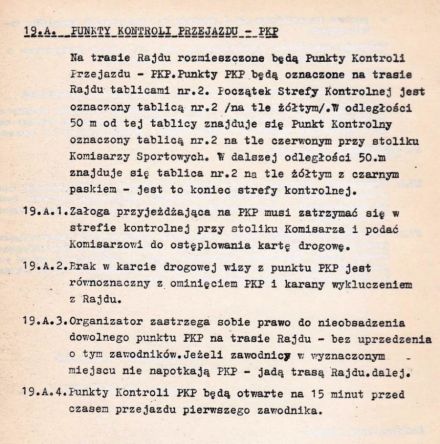 19.A. PUNKTY KONTROLI PRZEJAZDU - PKP
Na trasie Rajdu rozmieszczone będą Punkty Kontroli
Przejazdu - PKP.Punkty PKP będą oznaczone na trasie
Rajdu tablicami nr.2. Początek Strefy Kontrolnej jest
oznaczony tablicą nr.2 /na tle żółtym/.W odległości
50 m od tej tablicy znajduje się Punkt Kontrolny
oznaczony tablicą nr.2 na tle czerwonym przy stoliku
Komisarzy Sportowych. W dalszej odległości 50.m
znajduje się tablica nr.2 na tle żółtym z czarnym
paskiem - jest to koniec strefy kontrolnej.
19.A.1.Załoga przyjeżdżająca na PKP musi zatrzymać się w
strefie kontrolnej przy stoliku Komisarza i podać
Komisarzowi do ostęplowania kartę drogowę.
19.A.2.Brak w karcie drogowej wizy z punktu PKP jest
równoznaczny z ominięciem PKP i karany wykluczeniem
z Rajdu.
19.A.3.Organizator zastrzega sobie prawo do nieobsadzenia
dowolnego punktu PKP na trasie Rajdu - bez uprzedzenia
o tym zawodników.Jeżeli zawodnicy w wyznaczonym
miejscu nie napotkają PKP - jadą trasą Rajdu.dalej.
19.A.4.Punkty Kontroli PKP będą otwarte na 15 minut przed
czasem przejazdu pierwszego zawodnika.